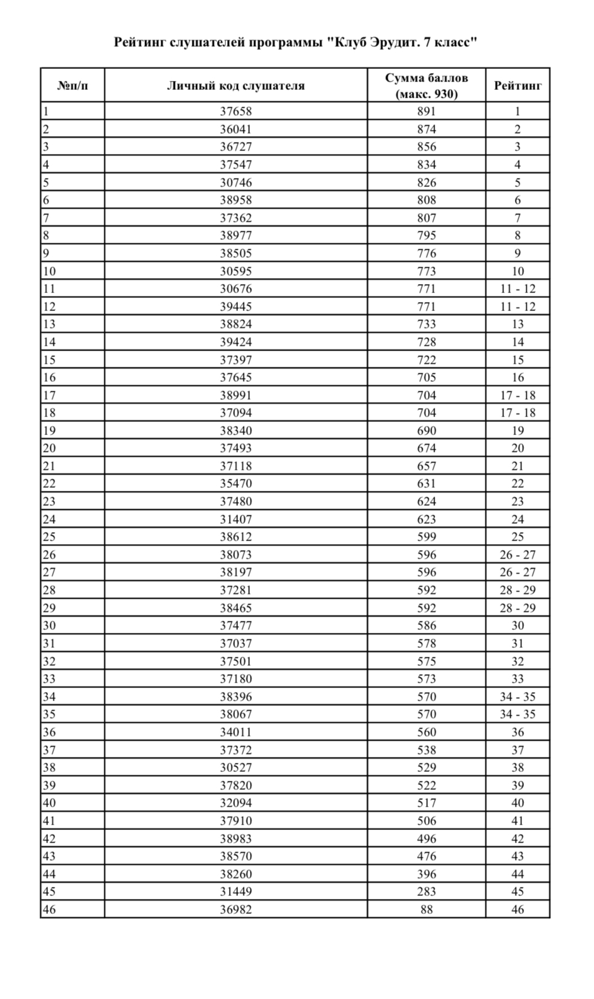 Рейтинг слушателей программы "Клуб Эрудит. 7 класс"
№п/п Личный код слушателя Сумма баллов (макс. 930) Рейтинг
1 37658 891 1
2 36041 874 2
3 36727 856 3
4 37547 834 4
5 30746 826 5
6 38958 808 6
7 37362 807 7
8 38977 795 8
9 38505 776 9
10 30595 773 10
11 30676 771 11 - 12
12 39445 771 11 - 12
13 38824 733 13
14 39424 728 14
15 37397 722 15
16 37645 705 16
17 38991 704 17 - 18
18 37094 704 17 - 18
19 38340 690 19
20 37493 674 20
21 37118 657 21
22 35470 631 22
23 37480 624 23
24 31407 623 24
25 38612 599 25
26 38073 596 26 - 27
27 38197 596 26 - 27
28 37281 592 28 - 29
29 38465 592 28 - 29
30 37477 586 30
31 37037 578 31
32 37501 575 32
33 37180 573 33
34 38396 570 34 - 35
35 38067 570 34 - 35
36 34011 560 36
37 37372 538 37
38 30527 529 38
39 37820 522 39
40 32094 517 40
41 37910 506 41
42 38983 496 42
43 38570 476 43
44 38260 396 44
45 31449 283 45
46 36982 88 46